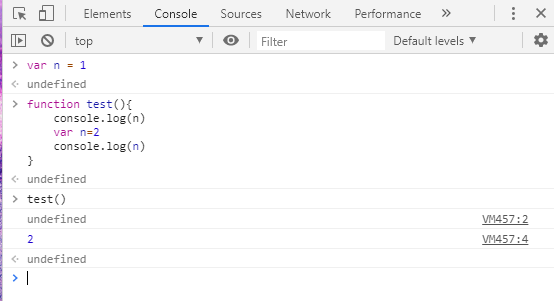 Elements Console Sources Network Performance »
top ▼ Filter Default levels ▼
> var n = 1
<· undefined
> function test(){
console.log(n)
var n=2
console.log(n)
}
<· undefined
> test()
undefined VM457:2
2 VM457:4
<· undefined
>